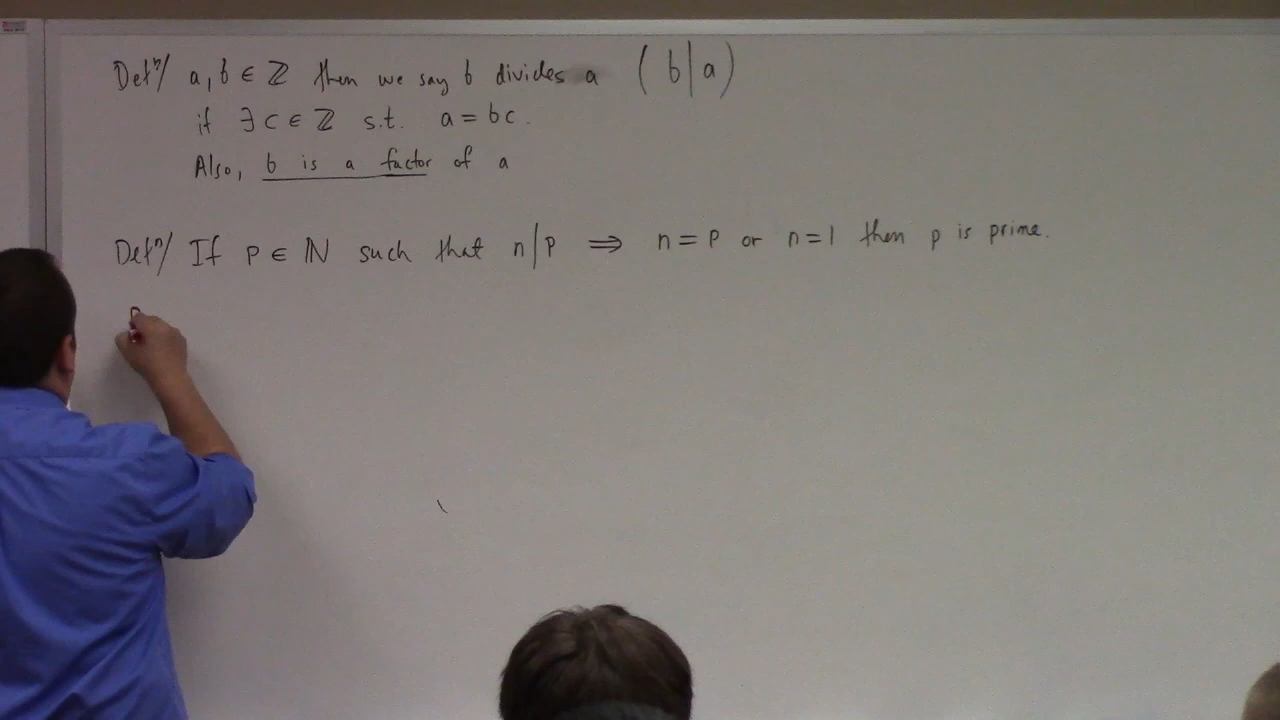 Defⁿ/ a, b ∈ ℤ then we say b divides a ( b | a )
if ∃ c ∈ ℤ s.t. a = bc.
Also, b is a factor of a
Defⁿ/ If p ∈ ℕ such that n | p ⟹ n = p or n = 1 then p is prime.